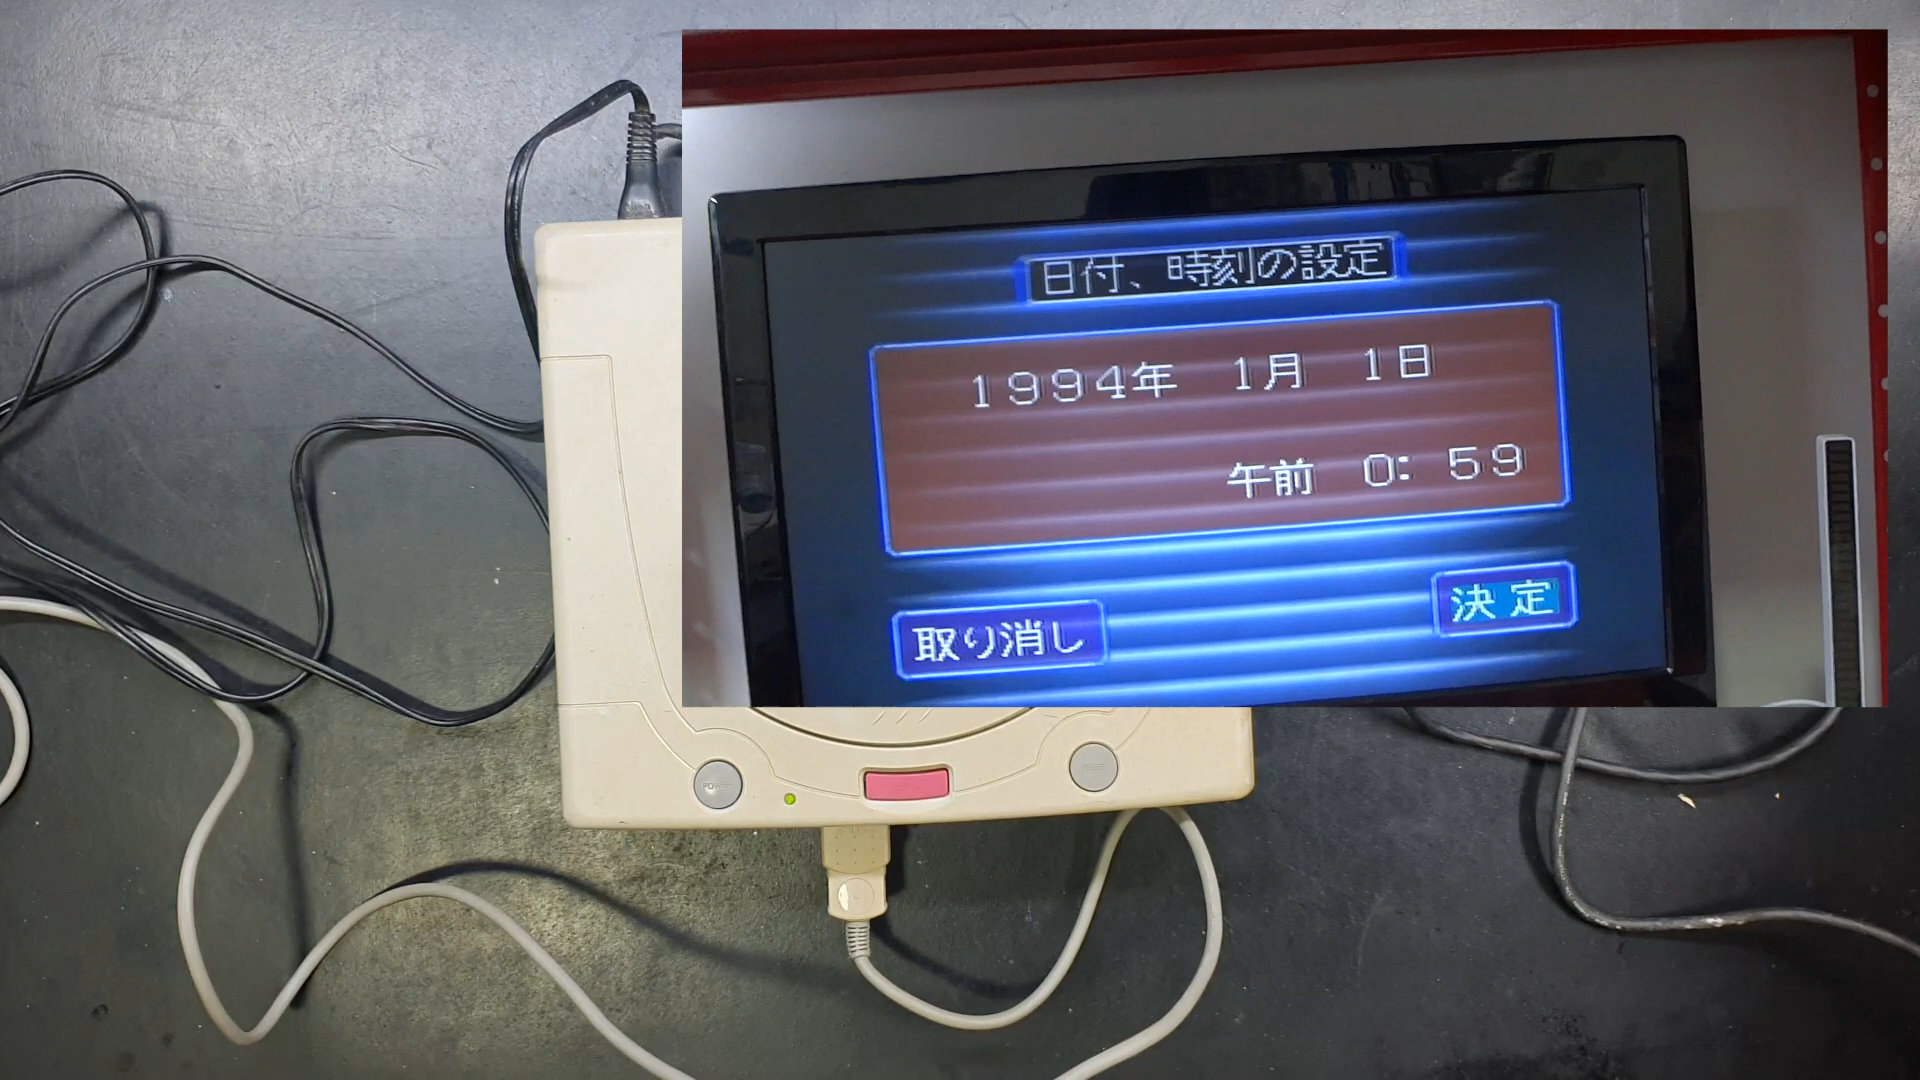 日付、時刻の設定
1994年 1月 1日
午前 0: 59
決 定
取り消し
POWER